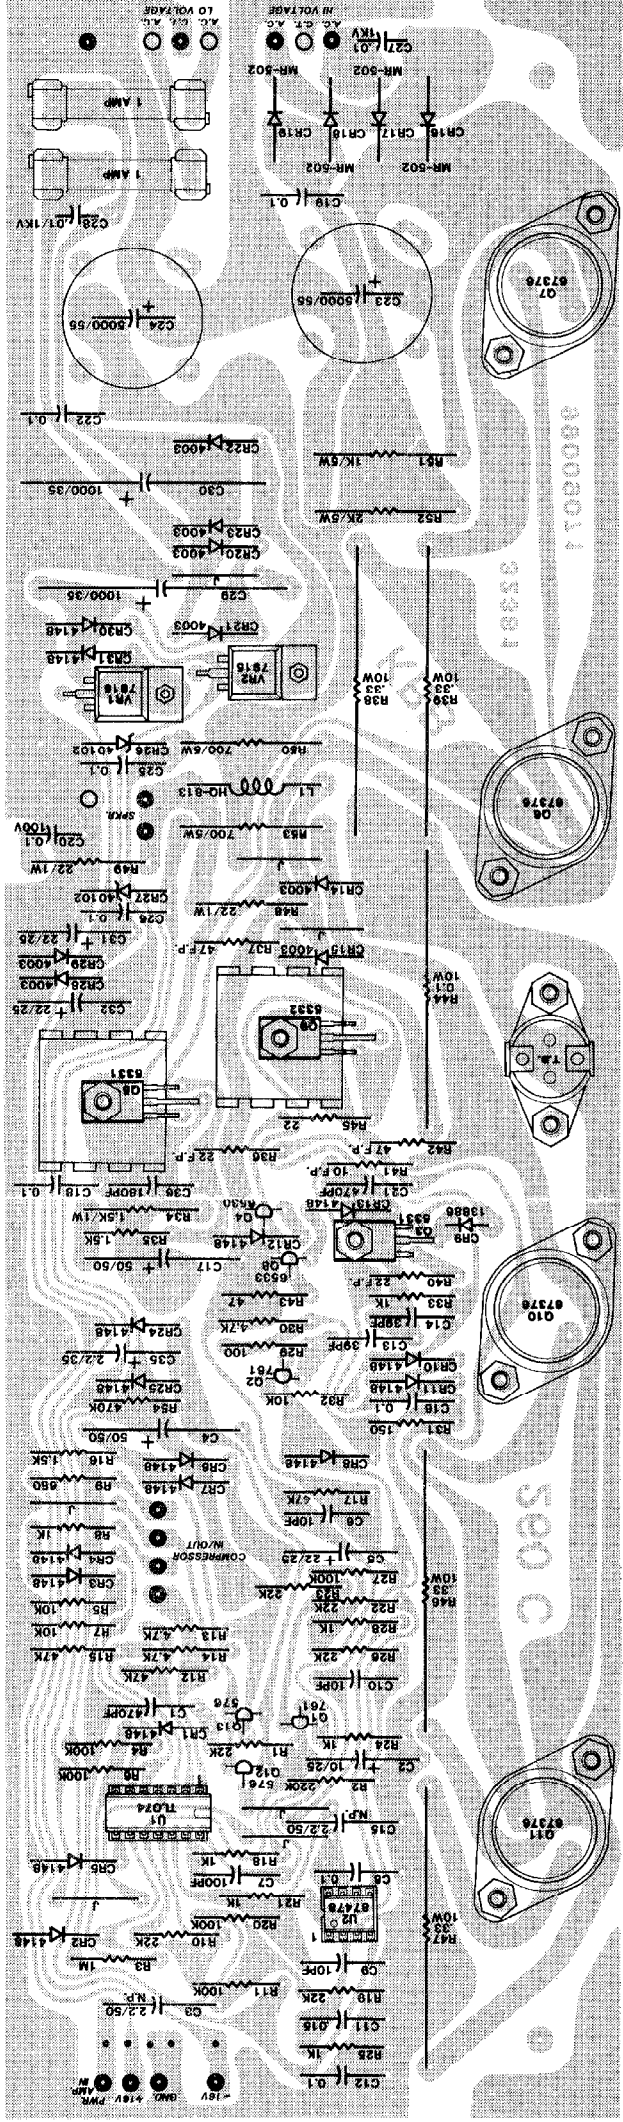 C12 0.1
-16V
GND.
+16V
PWR. AMP IN
R25 1K
C11 .015
R19 22K
C3 2.2/50 N.P.
R11 100K
C9 10PF
R3 1M
R47 .33 10W
1
R10 22K
CR2 4148
U2 87478
R20 100K
R21 1K
J
C8 0.1
C7 100PF
CR5 4148
R18 1K
Q11 67376
J
C15 2.2/50 N.P.
U1 TL074
1
R2 220K
Q12 576
R6 100K
C2 10/25
R24 1K
R1 22K
R4 100K
CR1 4148
Q13 576
C1 470PF
C10 10PF
R12 47K
R26 22K
R14 4.7K
R15 47K
R28 1K
R13 4.7K
R7 10K
R22 22K
R5 10K
R23 22K
R46 .33 10W
R27 100K
CR3 4148
C5 22/25
COMPRESSOR IN/OUT
CR4 4148
260 C
C6 10PF
R8 1K
R17 47K
J
CR7 4148
R9 680
CR8 4148
CR6 4148
R16 1.5K
R31 150
C4 50/50
C16 0.1
R32 10K
R54 470K
CR11 4148
Q2 761
CR25 4148
CR10 4148
R29 100
C35 2.2/35
C13 39PF
R30 4.7K
CR24 4148
C14 39PF
R33 1K
R43 47
Q10 67376
R40 22 F.P.
Q8 6533
C17 50/50
Q3 6331
CR12 4148
R35 1.5K
CR9 13886
CR13 4148
Q4
R34 1.5K/1W
C21 470PF
C36 180PF
C18 0.1
R41 10 F.P.
R42 47 F.P.
R36 22 F.P.
R45 22
Q5 6331
T.B.
Q9 6332
R44 0.1 10W
C32 22/25
CR28 4003
CR29 4003
CR15 4003
R37 47 F.P.
C31 22/25
J
R48 22/1W
C26 0.1
CR27 40102
CR14 4003
J
R49 22/1W
R53 700/5W
C20 0.1 100V
SPKR.
Q6 67376
L1 HQ-813
C25 0.1
R50 700/5W
CR26 40102
R39 .33 10W
R38 .33 10W
VR2 7915
VR1 7815
CR31 4148
CR21 4003
CR30 4148
C29 1000/35
J
CR20 4003
CR23 4003
R52 2K/5W
C30 1000/35
R51 1K/5W
CR22 4003
C22 0.1
C23 5000/55
C24 5000/55
Q7 67376
C28 .01/1KV
C19 0.1
MR-502
MR-502
1 AMP
CR16
CR17
CR18
CR19
1 AMP
MR-502
MR-502
C27 .01 1KV
A.C. C.T. A.C.
HI VOLTAGE
A.C. C.T. A.C.
LO VOLTAGE